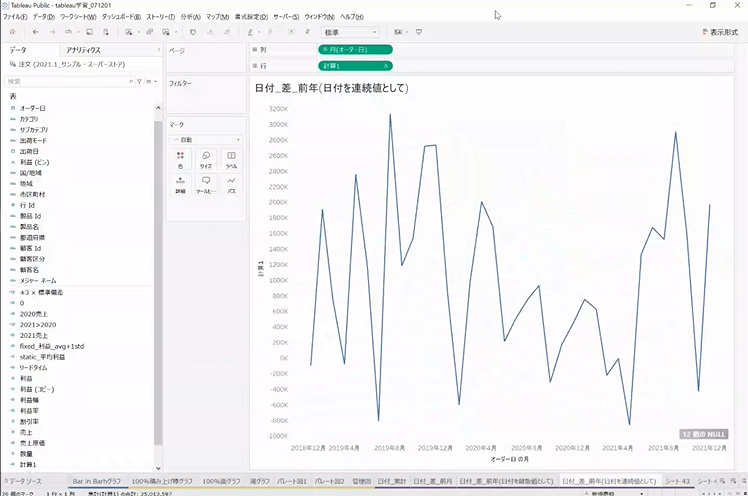 Tableau Public - tableau学習_071201
ファイル(F) データ(D) ワークシート(W) ダッシュボード(B) ストーリー(T) 分析(A) マップ(M) 書式設定(O) サーバー(S) ウィンドウ(N) ヘルプ(H)
標準 表示形式
データ アナリティクス
注文 (2021.1_サンプル - スーパーストア)
検索
表
オーダー日
カテゴリ
サブカテゴリ
出荷モード
出荷日
利益 (ビン)
国/地域
地域
市区町村
行 Id
製品 Id
製品名
都道府県
顧客 Id
顧客区分
顧客名
メジャー ネーム
±3 × 標準偏差
0
2020売上
2021>2020
2021売上
fixed_利益_avg+1std
static_平均利益
リードタイム
利益
利益 (コピー)
利益幅
利益率
割引率
売上
売上原価
数量
計算1
ページ
フィルター
マーク
自動
色 サイズ ラベル
詳細 ツールヒ… パス
列 月(オーダー日)
行 計算1
日付_差_前年(日付を連続値として)
3200K
3000K
2800K
2600K
2400K
2200K
2000K
1800K
1600K
1400K
1200K
1000K
800K
600K
400K
200K
0K
-200K
-400K
-600K
-800K
-1000K
計算1
2018年12月 2019年4月 2019年8月 2019年12月 2020年4月 2020年8月 2020年12月 2021年4月 2021年8月 2021年12月
オーダー日 の月
12 個の NULL
データ ソース Bar in Barhグラフ 100%積み上げ棒グラフ 100%面グラフ 滝グラフ パレート図1 パレート図2 管理図 日付_累計 日付_差_前月 日付_差_前年(日付を離散値として) 日付_差_前年(日付を連続値として) シート 43
26 個のマーク 1 行 x 1 列 集計(計算1) の合計: 35,013,587